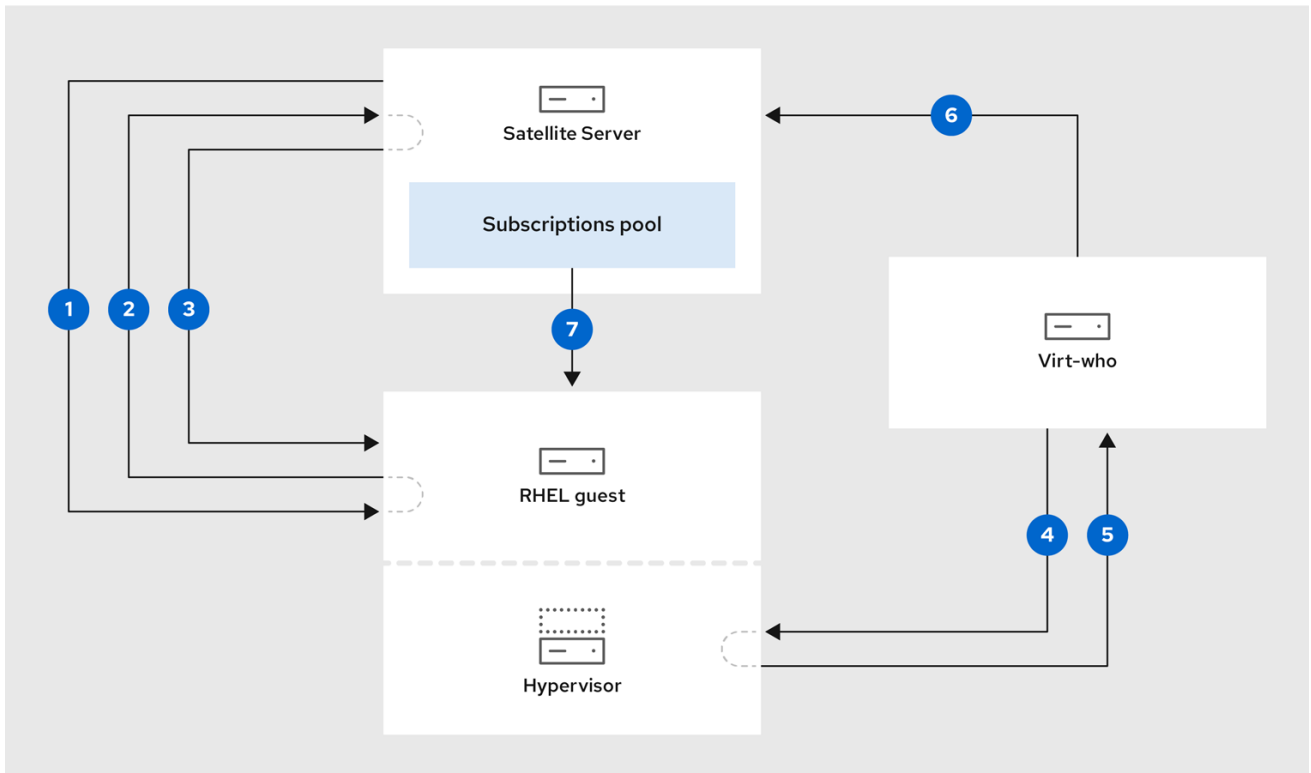 Satellite Server
6
Subscriptions pool
1
2
3
7
Virt-who
RHEL guest
4
5
Hypervisor